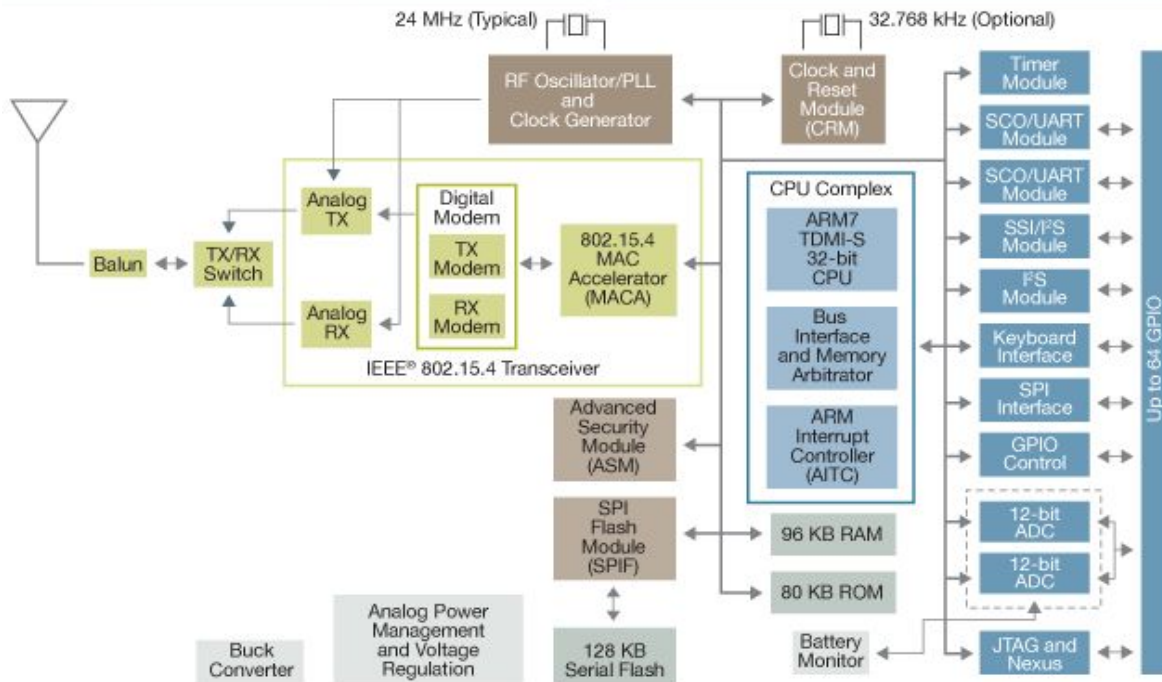 24 MHz (Typical)
32.768 kHz (Optional)
RF Oscillator/PLL
and
Clock Generator
Clock and
Reset Module
(CRM)
Timer
Module
SCO/UART
Module
SCO/UART
Module
SSI/I²S
Module
I²S
Module
Keyboard
Interface
SPI
Interface
GPIO
Control
12-bit
ADC
12-bit
ADC
JTAG and
Nexus
Up to 64 GPIO
Balun
TX/RX
Switch
Analog
TX
Analog
RX
Digital
Modem
TX
Modem
RX
Modem
802.15.4
MAC
Accelerator
(MACA)
IEEE® 802.15.4 Transceiver
CPU Complex
ARM7
TDMI-S
32-bit
CPU
Bus
Interface
and Memory
Arbitrator
ARM
Interrupt
Controller
(AITC)
Advanced
Security
Module
(ASM)
SPI
Flash
Module
(SPIF)
96 KB RAM
80 KB ROM
Buck
Converter
Analog Power
Management
and Voltage
Regulation
128 KB
Serial Flash
Battery
Monitor